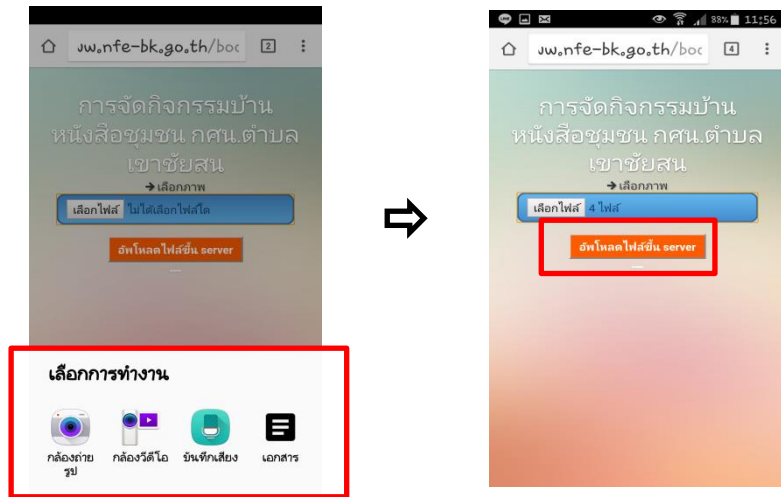 vw.nfe-bk.go.th/boc
2
การจัดกิจกรรมบ้าน
หนังสือชุมชน กศน.ตำบล
เขาชัยสน
เลือกภาพ
เลือกไฟล์ ไม่ได้เลือกไฟล์ใด
อัพโหลดไฟล์ขึ้น server
เลือกการทำงาน
กล้องถ่าย
รูป
กล้องวีดีโอ
บันทึกเสียง
เอกสาร
88% 11:56
vw.nfe-bk.go.th/boc
4
การจัดกิจกรรมบ้าน
หนังสือชุมชน กศน.ตำบล
เขาชัยสน
เลือกภาพ
เลือกไฟล์ 4 ไฟล์
อัพโหลดไฟล์ขึ้น server